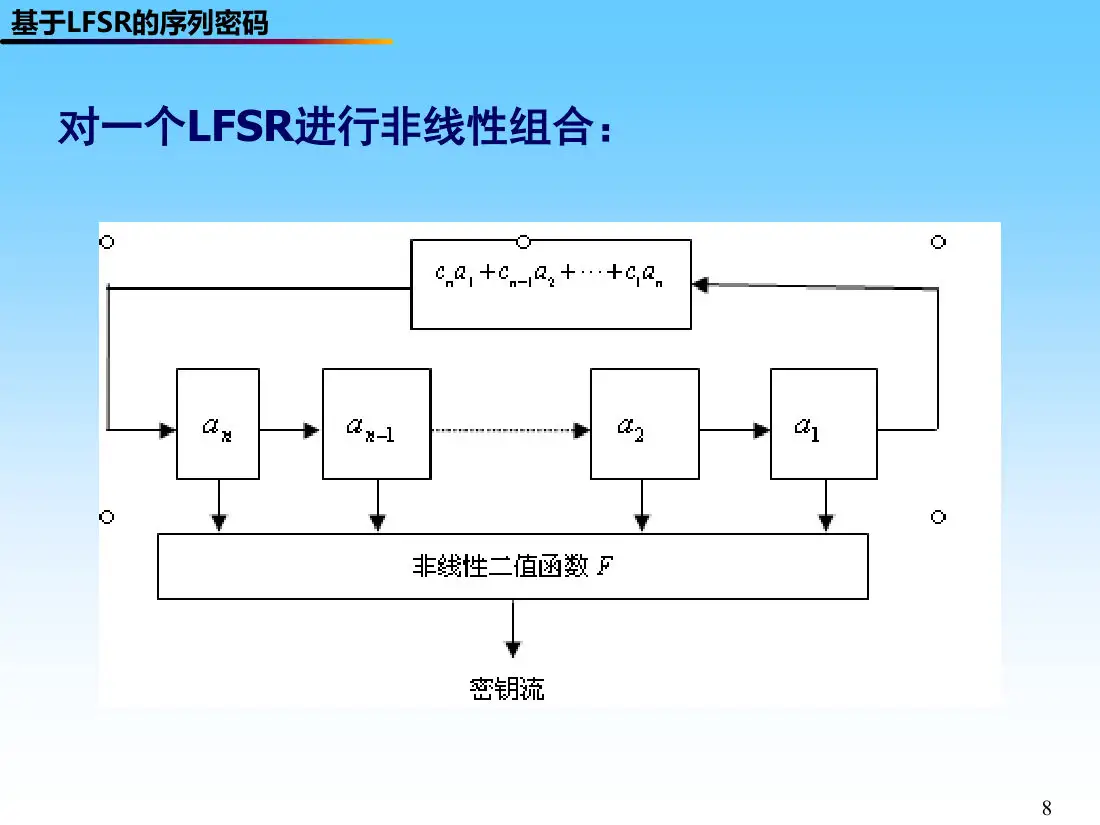 基于LFSR的序列密码
对一个LFSR进行非线性组合：
cₙa₁+cₙ₋₁a₂+⋯+c₁aₙ
aₙ aₙ₋₁ a₂ a₁
非线性二值函数 F
密钥流
8